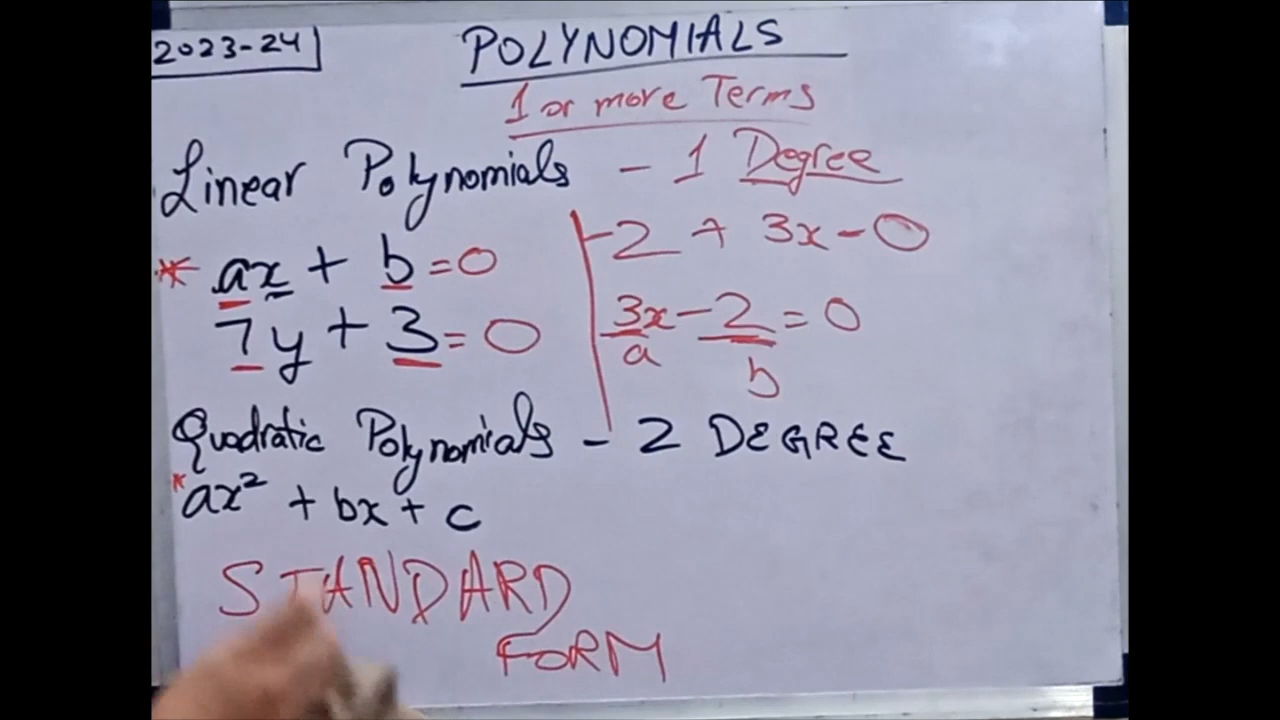 2023-24
POLYNOMIALS
1 or more Terms
Linear Polynomials - 1 Degree
* ax + b = 0
7y + 3 = 0
-2 + 3x - 0
3x - 2 = 0
a
b
Quadratic Polynomials - 2 DEGREE
* ax² + bx + c
STANDARD
FORM